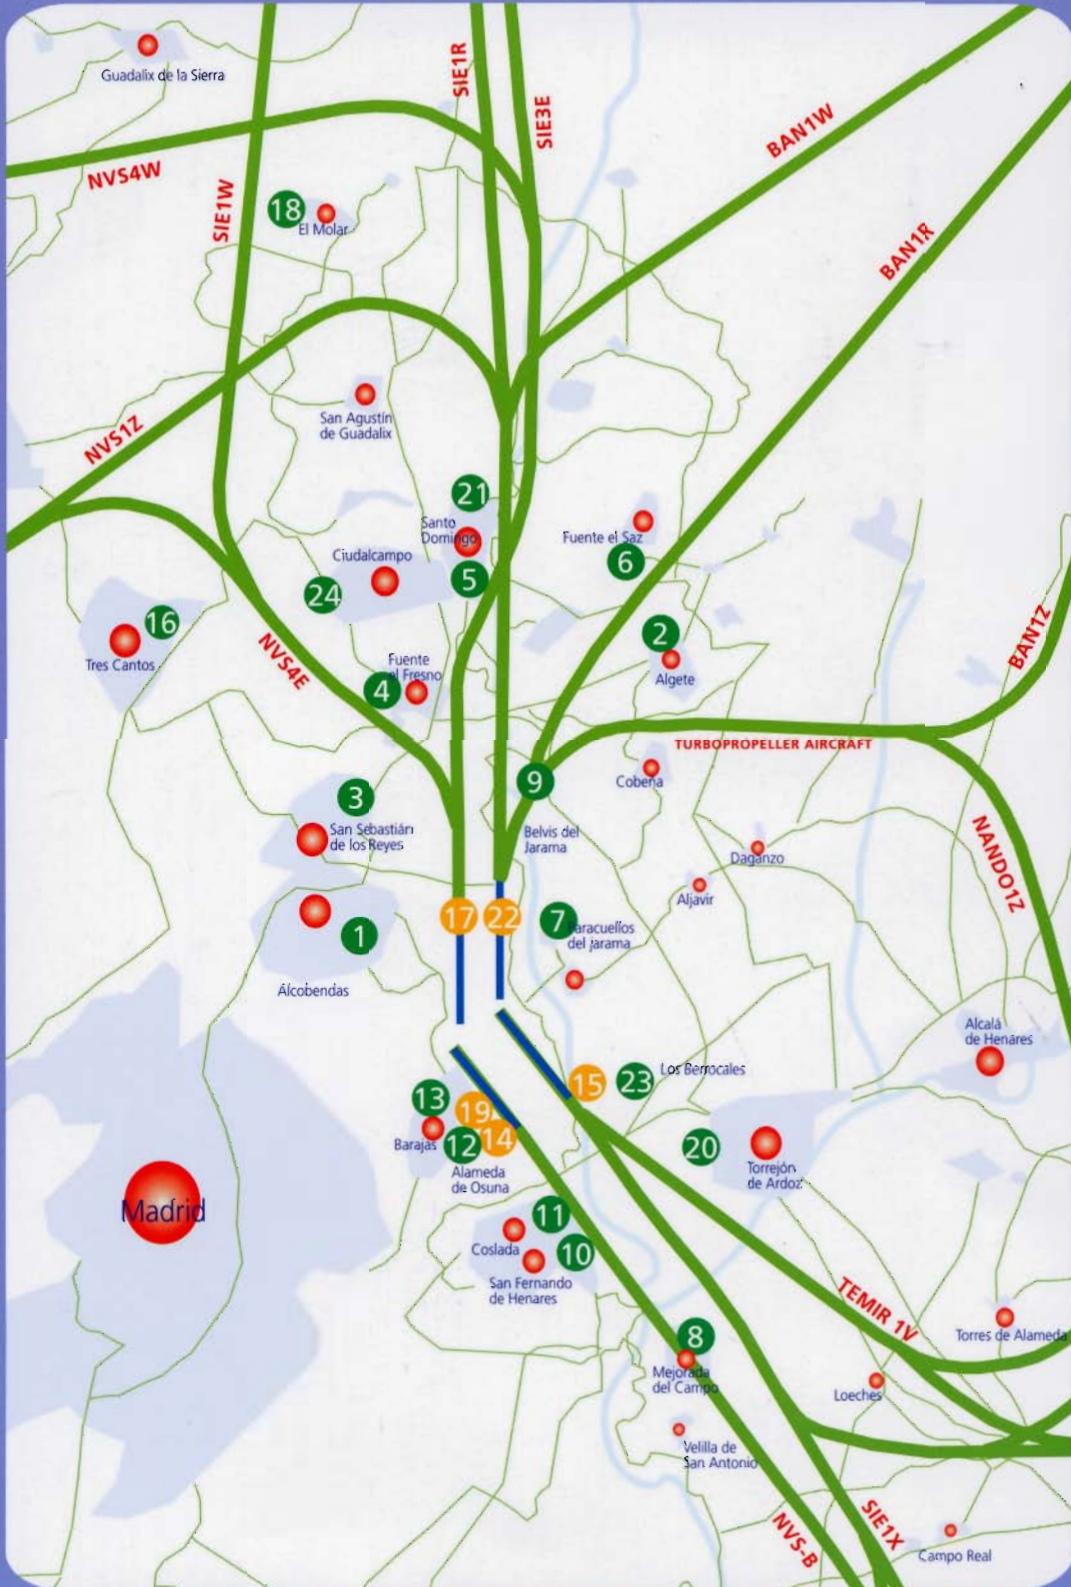 Guadalix de la Sierra
SIE1R
SIE3E
BAN1W
NVS4W
SIE1W
18
El Molar
BAN1R
NVS1Z
San Agustín
de Guadalix
21
Santo
Domingo
Fuente el Saz
6
Ciudalcampo
5
24
16
Tres Cantos
2
Algete
BAN1Z
NVS4E
Fuente
el Fresno
4
TURBOPROPELLER AIRCRAFT
Cobeña
9
3
San Sebastián
de los Reyes
Belvis del
Jarama
Daganzo
NANDO1Z
Aljavir
17
22
7
Paracuellos
del Jarama
1
Alcobendas
Alcalá
de Henares
15
23
Los Berrocales
13
19
14
Barajas
12
Alameda
de Osuna
20
Torrejón
de Ardoz
Madrid
11
Coslada
10
San Fernando
de Henares
TEMIR 1V
8
Mejorada
del Campo
Torres de Alameda
Loeches
Velilla de
San Antonio
NVS-B
SIE1X
Campo Real